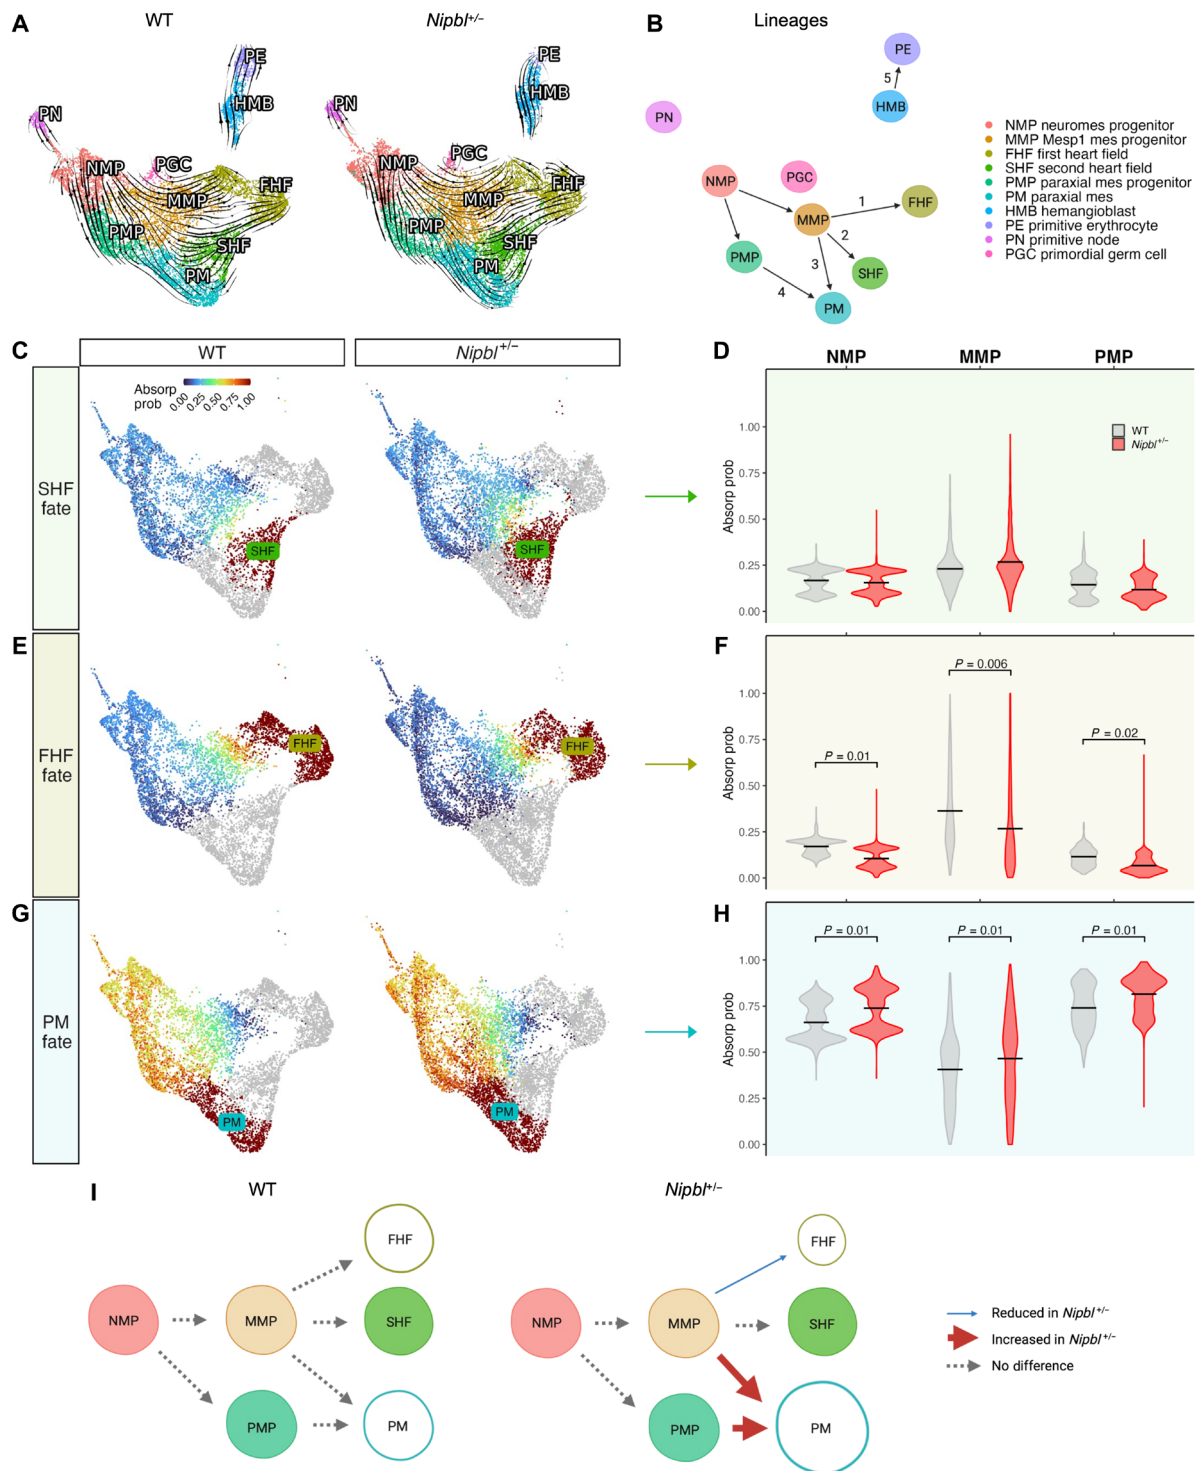 A
WT
Nipbl+/–
PN
NMP
PGC
MMP
PMP
PM
SHF
FHF
HMB
PE
PN
NMP
PGC
MMP
PMP
PM
SHF
FHF
HMB
PE
B
Lineages
PE
5
HMB
PN
NMP
PGC
MMP
1
FHF
2
3
PMP
SHF
4
PM
NMP neuromes progenitor
MMP Mesp1 mes progenitor
FHF first heart field
SHF second heart field
PMP paraxial mes progenitor
PM paraxial mes
HMB hemangioblast
PE primitive erythrocyte
PN primitive node
PGC primordial germ cell
C
WT
Nipbl+/–
SHF
fate
Absorp
prob
0.00 0.25 0.50 0.75 1.00
SHF
SHF
D
NMP
MMP
PMP
Absorp prob
1.00
0.75
0.50
0.25
0.00
WT
Nipbl+/–
E
FHF
fate
FHF
FHF
F
Absorp prob
1.00
0.75
0.50
0.25
0.00
P = 0.01
P = 0.006
P = 0.02
G
PM
fate
PM
PM
H
Absorp prob
1.00
0.75
0.50
0.25
0.00
P = 0.01
P = 0.01
P = 0.01
I
WT
NMP
MMP
FHF
SHF
PMP
PM
Nipbl+/–
NMP
MMP
FHF
SHF
PMP
PM
Reduced in Nipbl+/–
Increased in Nipbl+/–
No difference